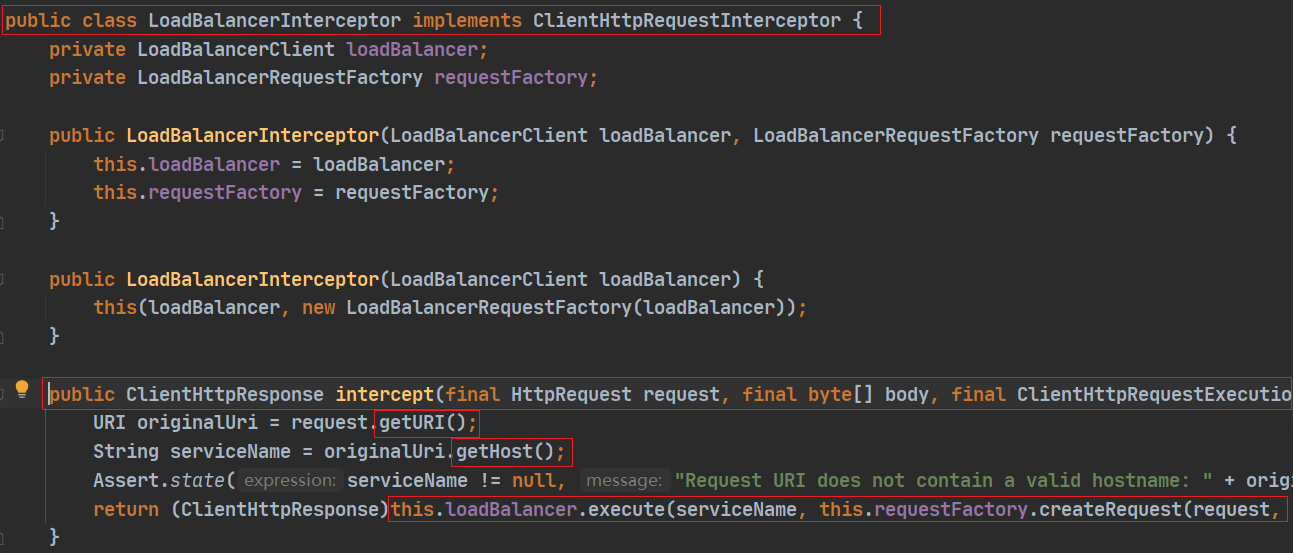 public class LoadBalancerInterceptor implements ClientHttpRequestInterceptor {
private LoadBalancerClient loadBalancer;
private LoadBalancerRequestFactory requestFactory;
public LoadBalancerInterceptor(LoadBalancerClient loadBalancer, LoadBalancerRequestFactory requestFactory) {
this.loadBalancer = loadBalancer;
this.requestFactory = requestFactory;
}
public LoadBalancerInterceptor(LoadBalancerClient loadBalancer) {
this(loadBalancer, new LoadBalancerRequestFactory(loadBalancer));
}
public ClientHttpResponse intercept(final HttpRequest request, final byte[] body, final ClientHttpRequestExecutio
URI originalUri = request.getURI();
String serviceName = originalUri.getHost();
Assert.state( expression: serviceName != null, message: "Request URI does not contain a valid hostname: " + origi
return (ClientHttpResponse)this.loadBalancer.execute(serviceName, this.requestFactory.createRequest(request,
}